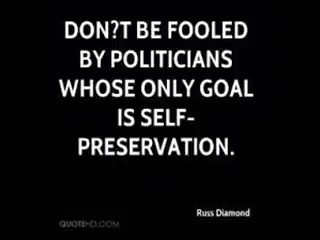 DON?T BE FOOLED
BY POLITICIANS
WHOSE ONLY GOAL
IS SELF-
PRESERVATION.
Russ Diamond
QUOTEHD.COM